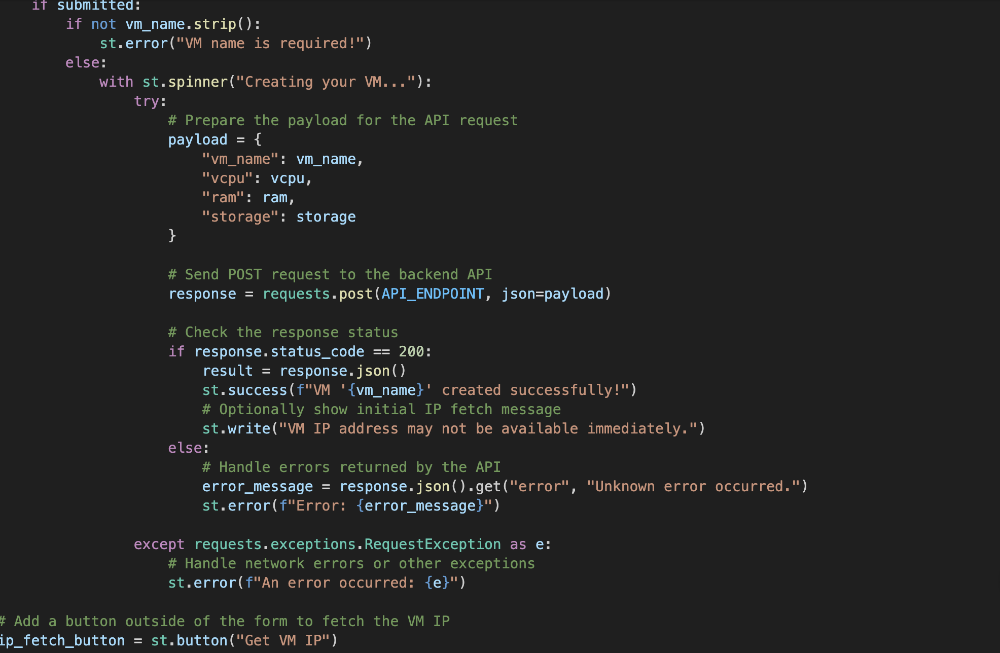 if submitted:
if not vm_name.strip():
st.error("VM name is required!")
else:
with st.spinner("Creating your VM..."):
try:
# Prepare the payload for the API request
payload = {
"vm_name": vm_name,
"vcpu": vcpu,
"ram": ram,
"storage": storage
}
# Send POST request to the backend API
response = requests.post(API_ENDPOINT, json=payload)
# Check the response status
if response.status_code == 200:
result = response.json()
st.success(f"VM '{vm_name}' created successfully!")
# Optionally show initial IP fetch message
st.write("VM IP address may not be available immediately.")
else:
# Handle errors returned by the API
error_message = response.json().get("error", "Unknown error occurred.")
st.error(f"Error: {error_message}")
except requests.exceptions.RequestException as e:
# Handle network errors or other exceptions
st.error(f"An error occurred: {e}")
# Add a button outside of the form to fetch the VM IP
ip_fetch_button = st.button("Get VM IP")